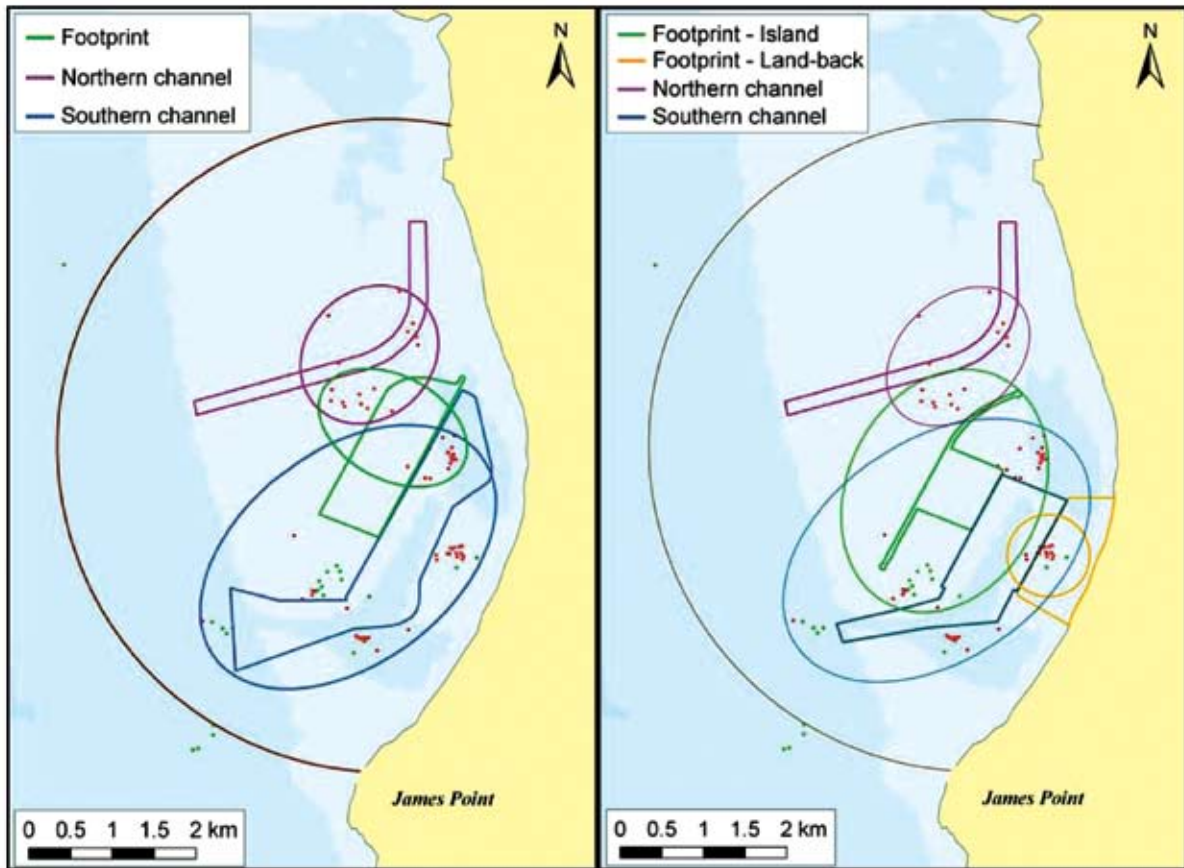 Footprint
Northern channel
Southern channel
N
James Point
0 0.5 1 1.5 2 km
Footprint - Island
Footprint - Land-back
Northern channel
Southern channel
N
James Point
0 0.5 1 1.5 2 km